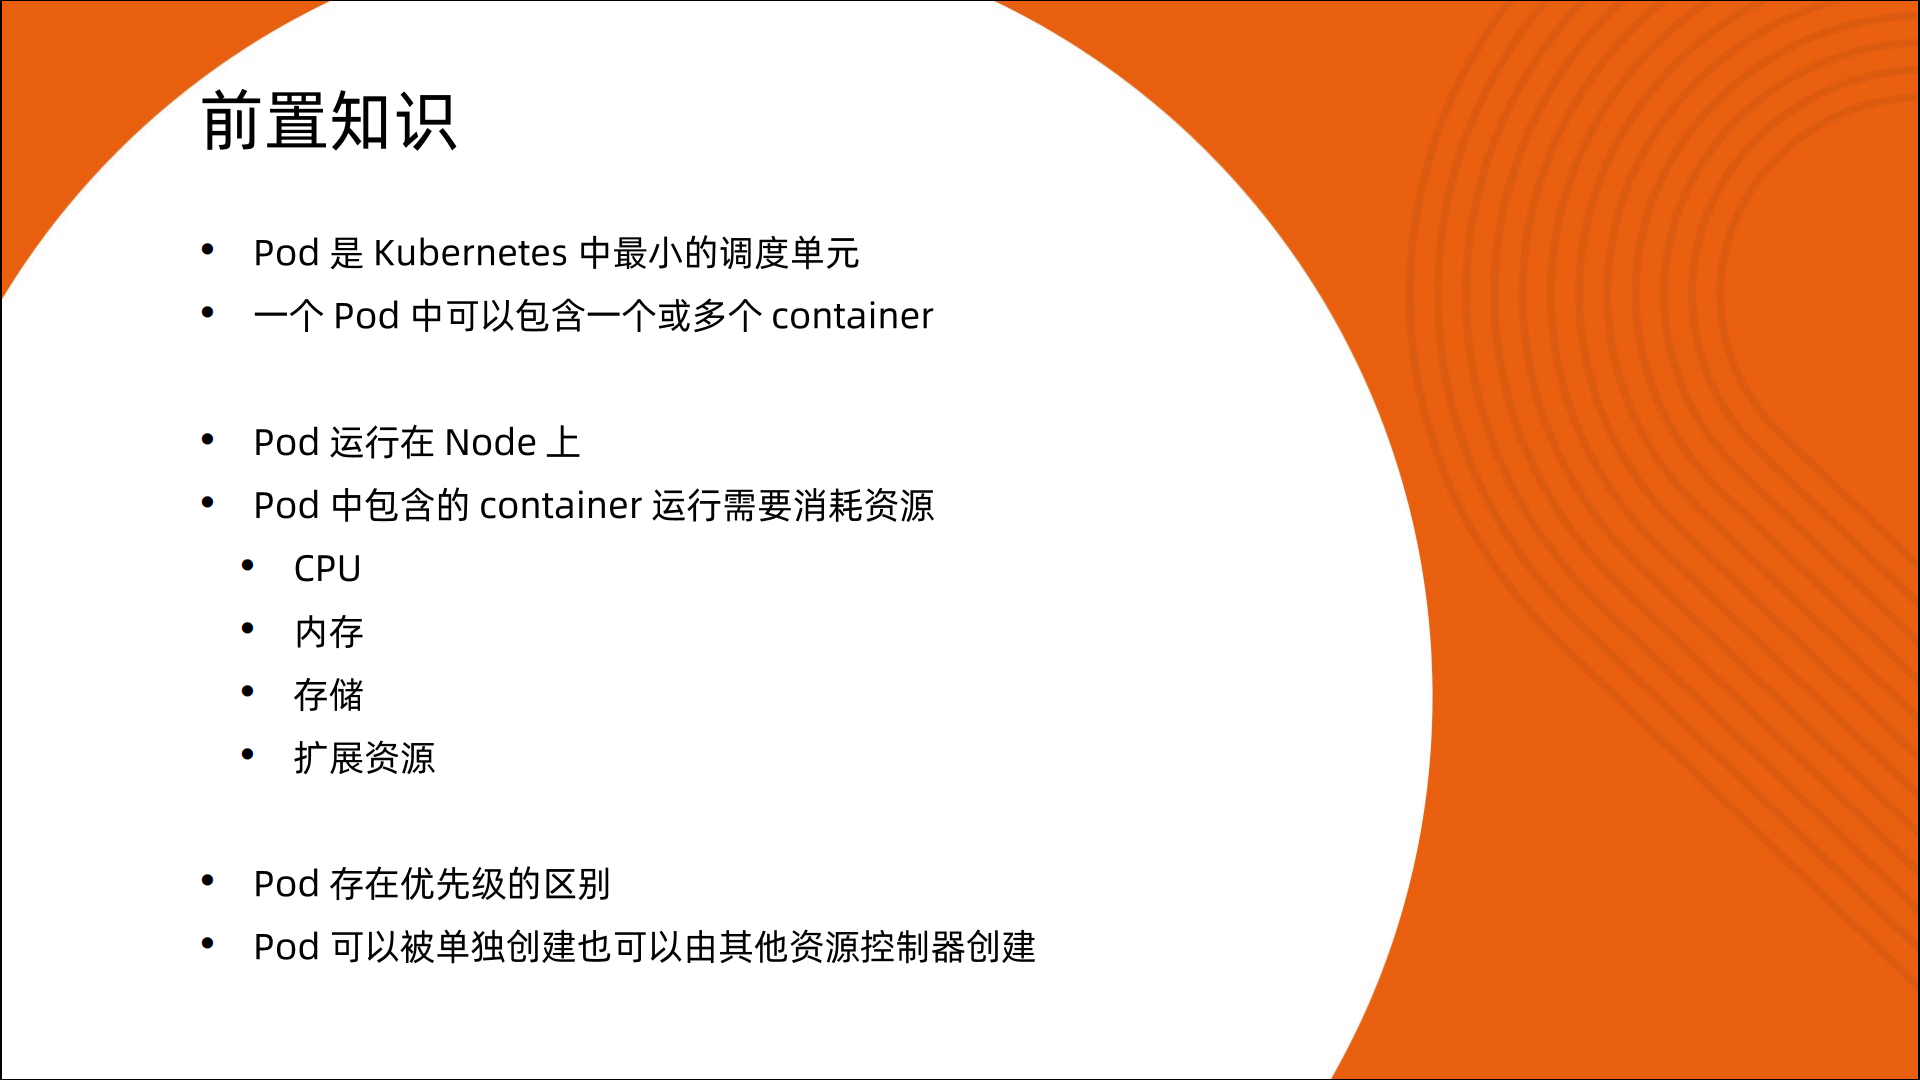 前置知识
• Pod 是 Kubernetes 中最小的调度单元
• 一个 Pod 中可以包含一个或多个 container
• Pod 运行在 Node 上
• Pod 中包含的 container 运行需要消耗资源
• CPU
• 内存
• 存储
• 扩展资源
• Pod 存在优先级的区别
• Pod 可以被单独创建也可以由其他资源控制器创建